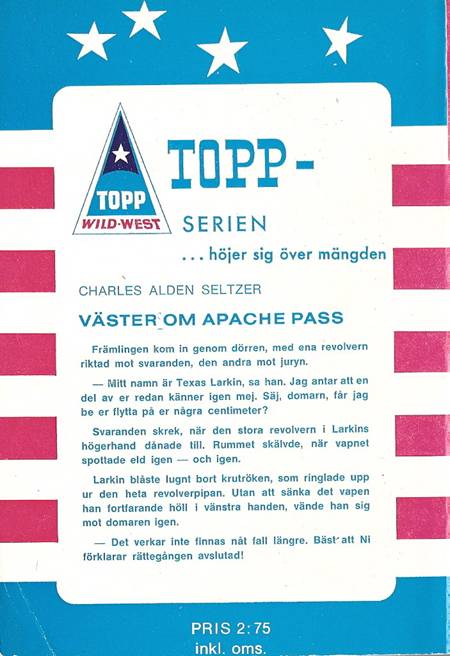 TOPP
WILD-WEST
TOPP-
SERIEN
...höjer sig över mängden
CHARLES ALDEN SELTZER
VÄSTER OM APACHE PASS
Främlingen kom in genom dörren, med ena revolvern
riktad mot svaranden, den andra mot juryn.
— Mitt namn är Texas Larkin, sa han. Jag antar att en
del av er redan känner igen mej. Säj, domarn, får jag
be er flytta på er några centimeter?
Svaranden skrek, när den stora revolvern i Larkins
högerhand dånade till. Rummet skälvde, när vapnet
spottade eld igen — och igen.
Larkin blåste lugnt bort krutröken, som ringlade upp
ur den heta revolverpipan. Utan att sänka det vapen
han fortfarande höll i vänstra handen, vände han sig
mot domaren igen.
— Det verkar inte finnas nåt fall längre. Bäst att Ni
förklarar rättegången avslutad!
PRIS 2:75
inkl. oms.